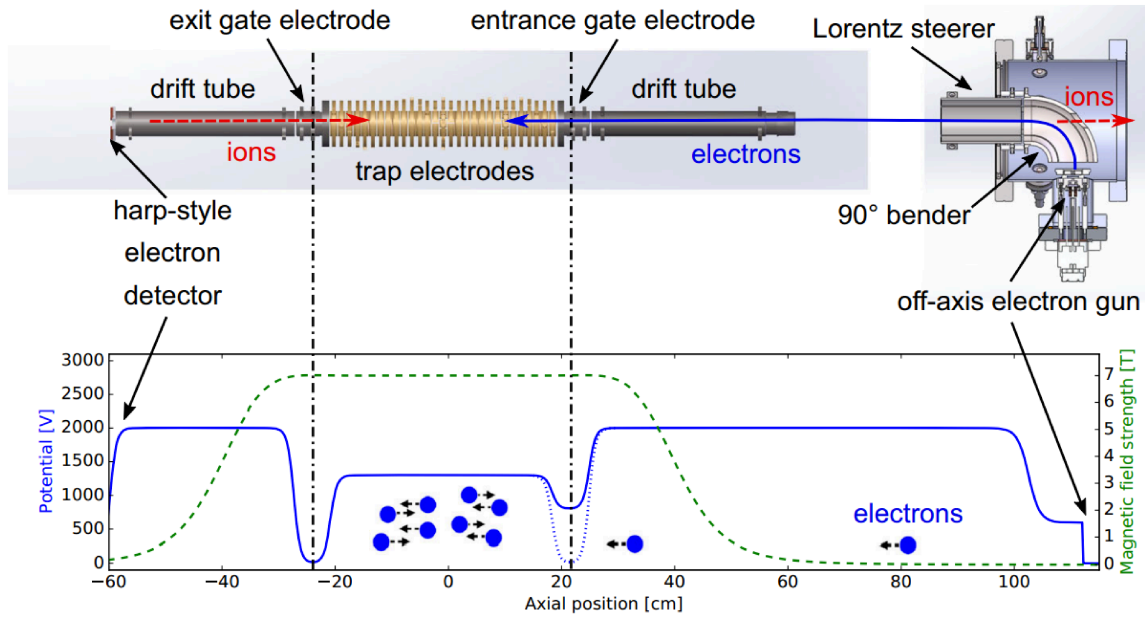 exit gate electrode
entrance gate electrode
Lorentz steerer
drift tube
drift tube
ions
ions
electrons
trap electrodes
harp-style
electron
detector
90° bender
off-axis electron gun
Potential [V]
3000
2500
2000
1500
1000
500
0
electrons
7
6
5
4
3
2
1
0
Magnetic field strength [T]
−60
−40
−20
0
20
40
60
80
100
Axial position [cm]